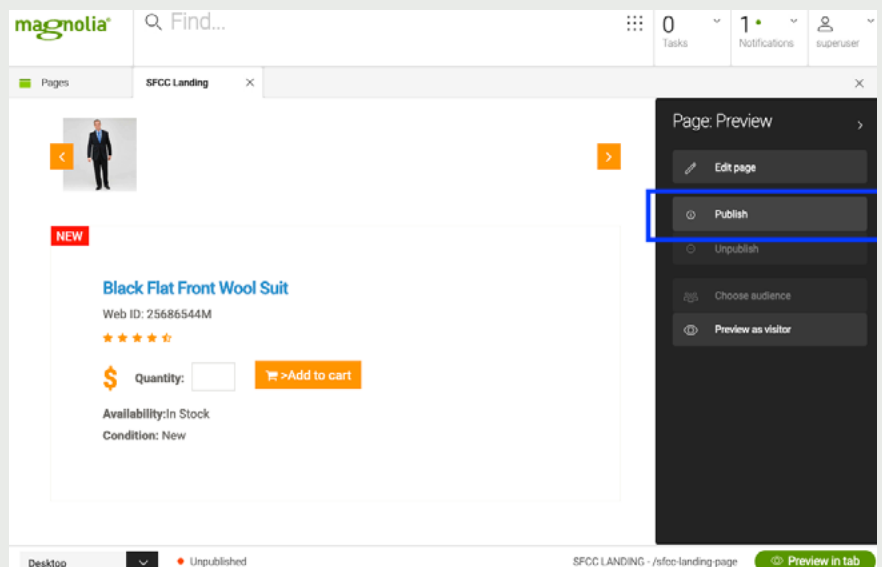 magnolia
Find...
0
Tasks
1
Notifications
superuser
Pages
SFCC Landing
Page: Preview
Edit page
Publish
Unpublish
Choose audience
Preview as visitor
NEW
Black Flat Front Wool Suit
Web ID: 25686544M
$ Quantity: >Add to cart
Availability:In Stock
Condition: New
Desktop
Unpublished
SFCC LANDING - /sfcc-landing-page
Preview in tab